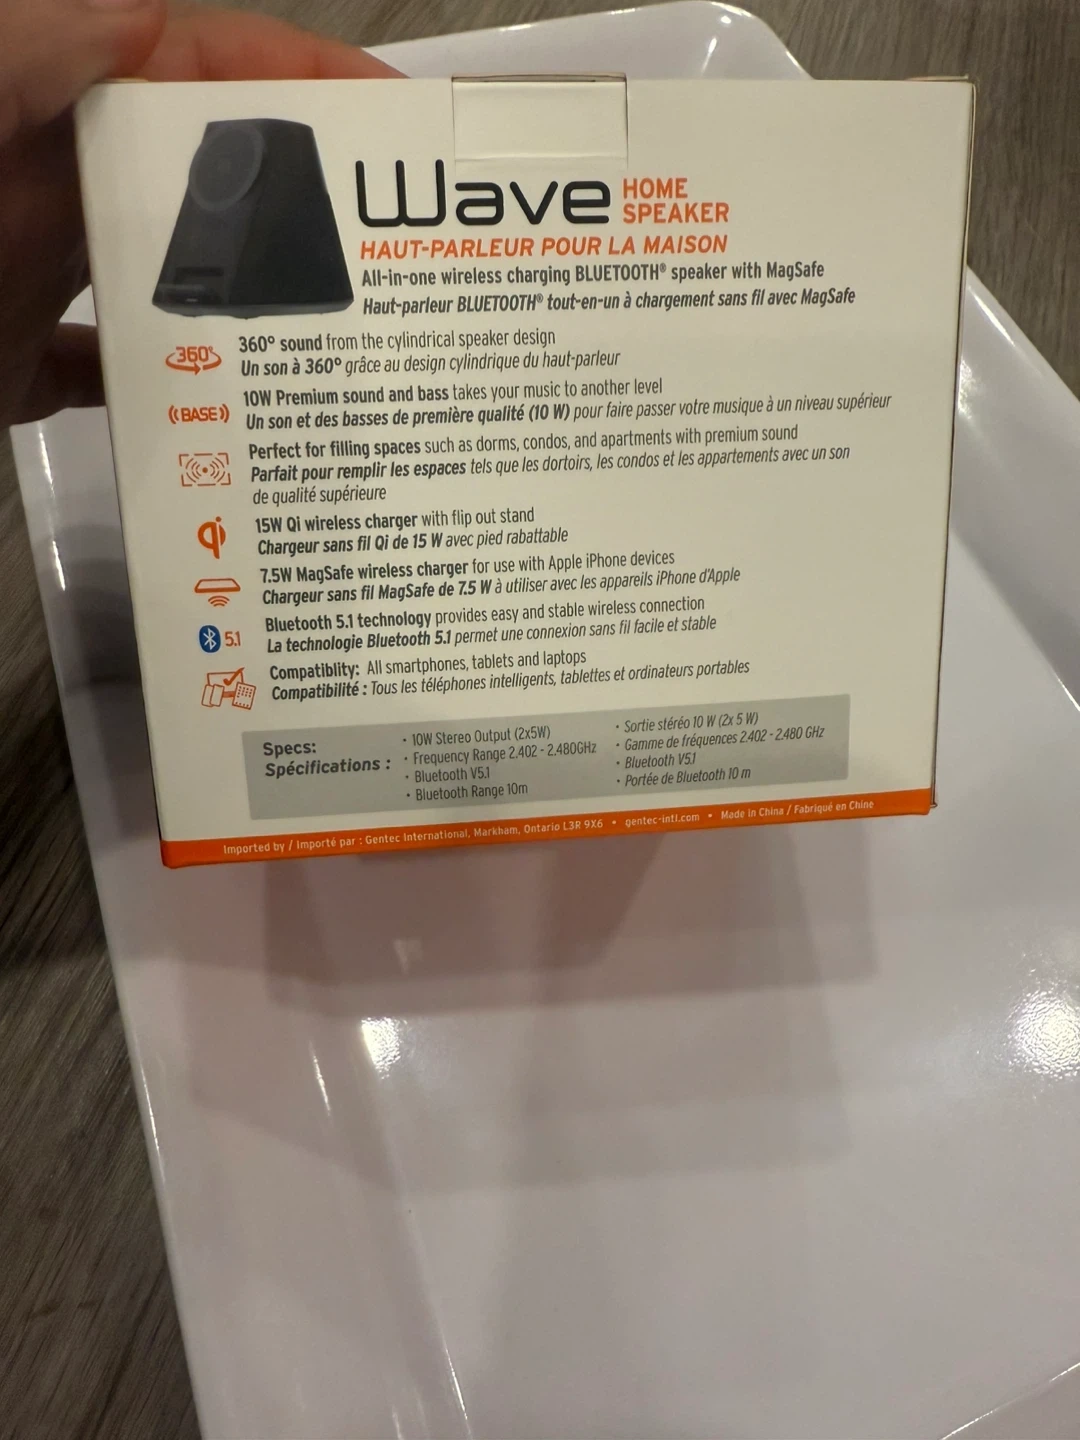 Wave HOME SPEAKER
HAUT-PARLEUR POUR LA MAISON
All-in-one wireless charging BLUETOOTH® speaker with MagSafe
Haut-parleur BLUETOOTH® tout-en-un à chargement sans fil avec MagSafe
360°
360° sound from the cylindrical speaker design
Un son à 360° grâce au design cylindrique du haut-parleur
((BASE))
10W Premium sound and bass takes your music to another level
Un son et des basses de première qualité (10 W) pour faire passer votre musique à un niveau supérieur
Perfect for filling spaces such as dorms, condos, and apartments with premium sound
Parfait pour remplir les espaces tels que les dortoirs, les condos et les appartements avec un son
de qualité supérieure
qi
15W Qi wireless charger with flip out stand
Chargeur sans fil Qi de 15 W avec pied rabattable
7.5W MagSafe wireless charger for use with Apple iPhone devices
Chargeur sans fil MagSafe de 7.5 W à utiliser avec les appareils iPhone d'Apple
5.1
Bluetooth 5.1 technology provides easy and stable wireless connection
La technologie Bluetooth 5.1 permet une connexion sans fil facile et stable
Compatiblity: All smartphones, tablets and laptops
Compatibilité : Tous les téléphones intelligents, tablettes et ordinateurs portables
Specs:
Spécifications :
• 10W Stereo Output (2x5W)
• Frequency Range 2.402 - 2.480GHz
• Bluetooth V5.1
• Bluetooth Range 10m
• Sortie stéréo 10 W (2x 5 W)
• Gamme de fréquences 2.402 - 2.480 GHz
• Bluetooth V5.1
• Portée de Bluetooth 10 m
Imported by / Importé par : Gentec International, Markham, Ontario L3R 9X6 • gentec-intl.com • Made in China / Fabriqué en Chine